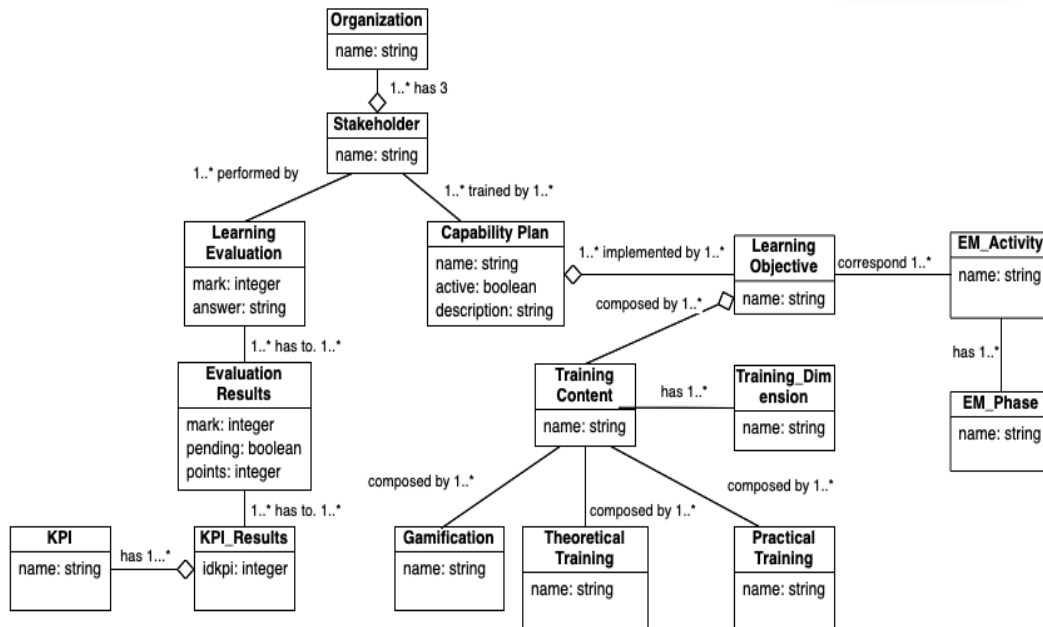 Organization
name: string
1..* has 3
Stakeholder
name: string
1..* performed by
1..* trained by 1..*
Learning
Evaluation
mark: integer
answer: string
Capability Plan
name: string
active: boolean
description: string
1..* implemented by 1..*
Learning
Objective
name: string
correspond 1..*
EM_Activity
name: string
composed by 1..*
1..* has to. 1..*
has 1..*
Evaluation
Results
mark: integer
pending: boolean
points: integer
Training
Content
name: string
has 1..*
Training_Dim
ension
name: string
EM_Phase
name: string
composed by 1..*
composed by 1..*
composed by 1..*
1..* has to. 1..*
KPI
name: string
has 1...*
KPI_Results
idkpi: integer
Gamification
name: string
Theoretical
Training
name: string
Practical
Training
name: string